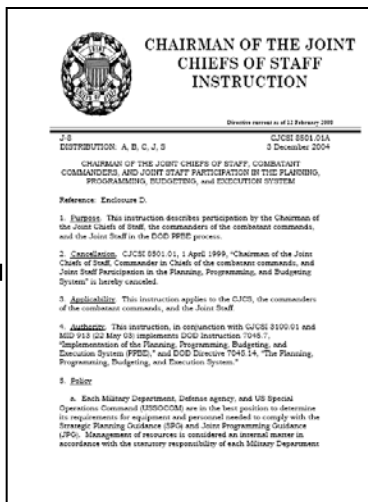 CHAIRMAN OF THE JOINT
CHIEFS OF STAFF
INSTRUCTION
Directive current as of 12 February 2008
J-8 CJCSI 8501.01A
DISTRIBUTION: A, B, C, J, S 3 December 2004
CHAIRMAN OF THE JOINT CHIEFS OF STAFF, COMBATANT
COMMANDERS, AND JOINT STAFF PARTICIPATION IN THE PLANNING,
PROGRAMMING, BUDGETING, and EXECUTION SYSTEM
Reference: Enclosure D.
1. Purpose. This instruction describes participation by the Chairman of
the Joint Chiefs of Staff, the commanders of the combatant commands,
and the Joint Staff in the DOD PPBE process.
2. Cancellation. CJCSI 8501.01, 1 April 1999, "Chairman of the Joint
Chiefs of Staff, Commander in Chiefs of the combatant commands, and
Joint Staff Participation in the Planning, Programming, and Budgeting
System" is hereby canceled.
3. Applicability. This instruction applies to the CJCS, the commanders
of the combatant commands, and the Joint Staff.
4. Authority. This instruction, in conjunction with CJCSI 3100.01 and
MID 913 (22 May 03) implements DOD Instruction 7045.7,
"Implementation of the Planning, Programming, Budgeting, and
Execution System (PPBE)," and DOD Directive 7045.14, "The Planning,
Programming, Budgeting, and Execution System."
5. Policy
a. Each Military Department, Defense agency, and US Special
Operations Command (USSOCOM) are in the best position to determine
its requirements for equipment and personnel needed to comply with the
Strategic Planning Guidance (SPG) and Joint Programming Guidance
(JPG). Management of resources is considered an internal matter in
accordance with the statutory responsibility of each Military Department